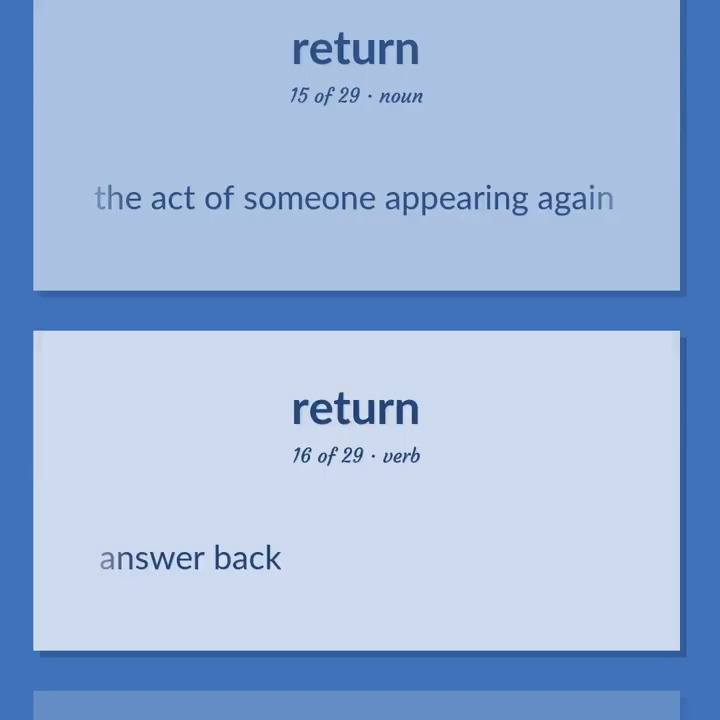 return
15 of 29 · noun
the act of someone appearing again
return
16 of 29 · verb
answer back